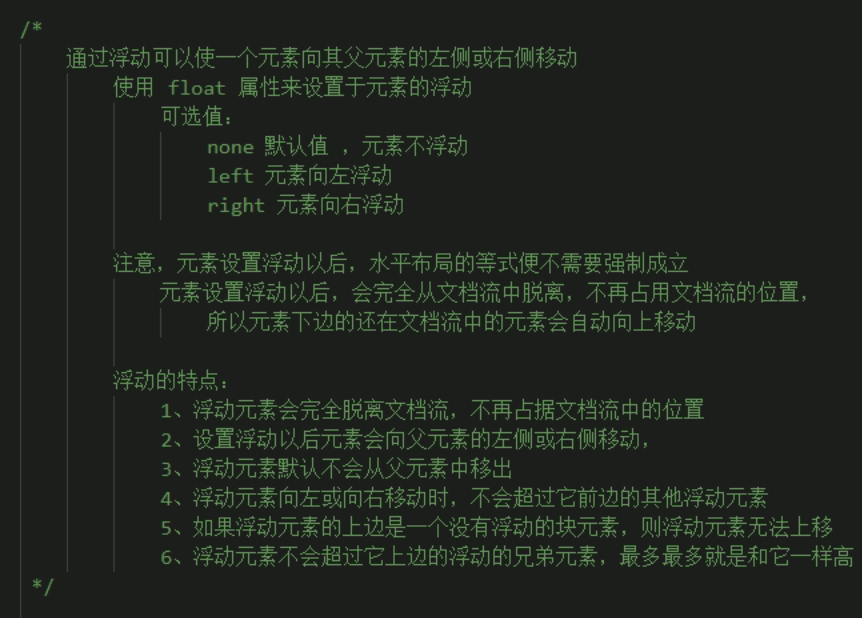 /*
通过浮动可以使一个元素向其父元素的左侧或右侧移动
使用 float 属性来设置于元素的浮动
可选值：
none 默认值 ，元素不浮动
left 元素向左浮动
right 元素向右浮动
注意，元素设置浮动以后，水平布局的等式便不需要强制成立
元素设置浮动以后，会完全从文档流中脱离，不再占用文档流的位置，
所以元素下边的还在文档流中的元素会自动向上移动
浮动的特点：
1、浮动元素会完全脱离文档流，不再占据文档流中的位置
2、设置浮动以后元素会向父元素的左侧或右侧移动，
3、浮动元素默认不会从父元素中移出
4、浮动元素向左或向右移动时，不会超过它前边的其他浮动元素
5、如果浮动元素的上边是一个没有浮动的块元素，则浮动元素无法上移
6、浮动元素不会超过它上边的浮动的兄弟元素，最多最多就是和它一样高
*/